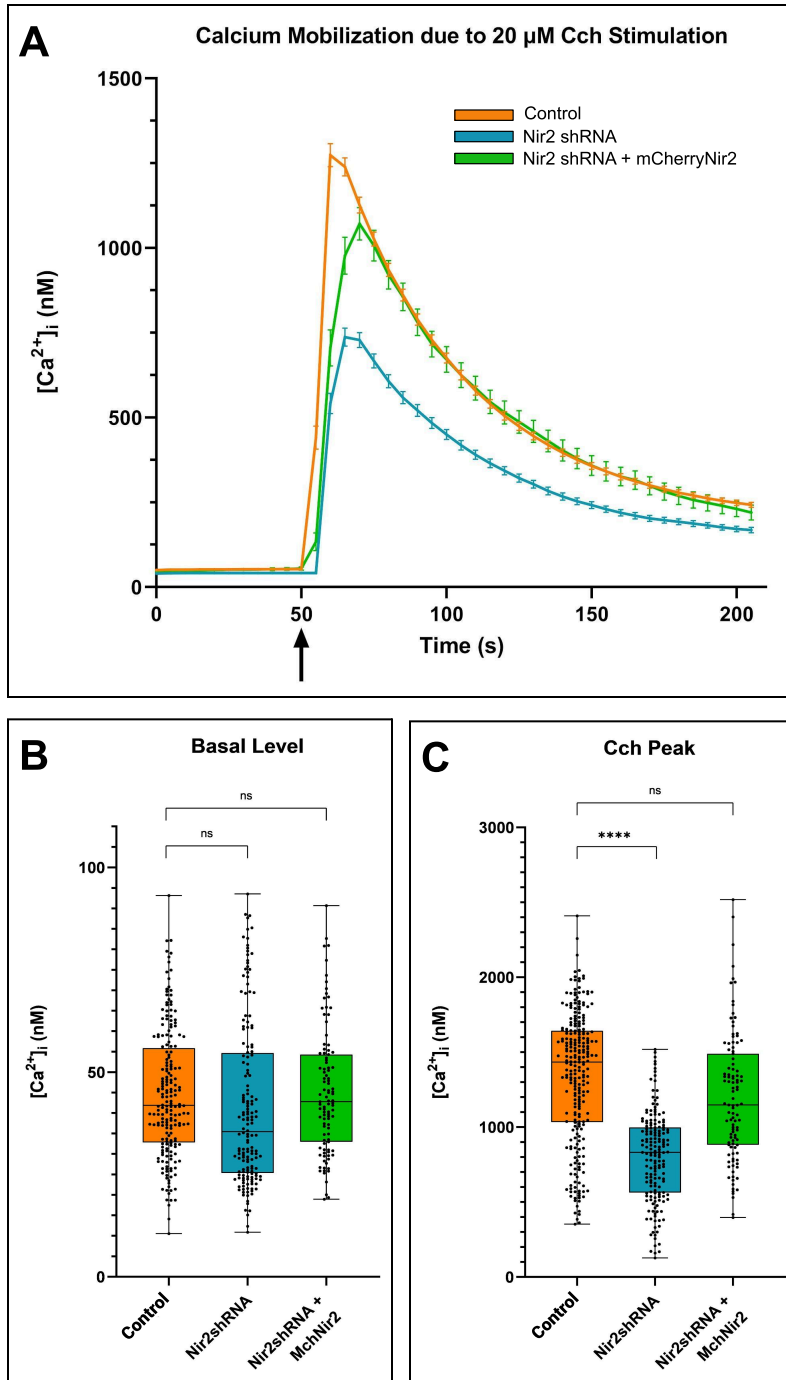 A
Calcium Mobilization due to 20 µM Cch Stimulation
Control
Nir2 shRNA
Nir2 shRNA + mCherryNir2
[Ca²⁺]ᵢ (nM)
1500
1000
500
0
0 50 100 150 200
Time (s)
B
Basal Level
ns
ns
[Ca²⁺]ᵢ (nM)
100
50
0
Control
Nir2shRNA
Nir2shRNA +
MchNir2
C
Cch Peak
ns
****
[Ca²⁺]ᵢ (nM)
3000
2000
1000
0
Control
Nir2shRNA
Nir2shRNA +
MchNir2